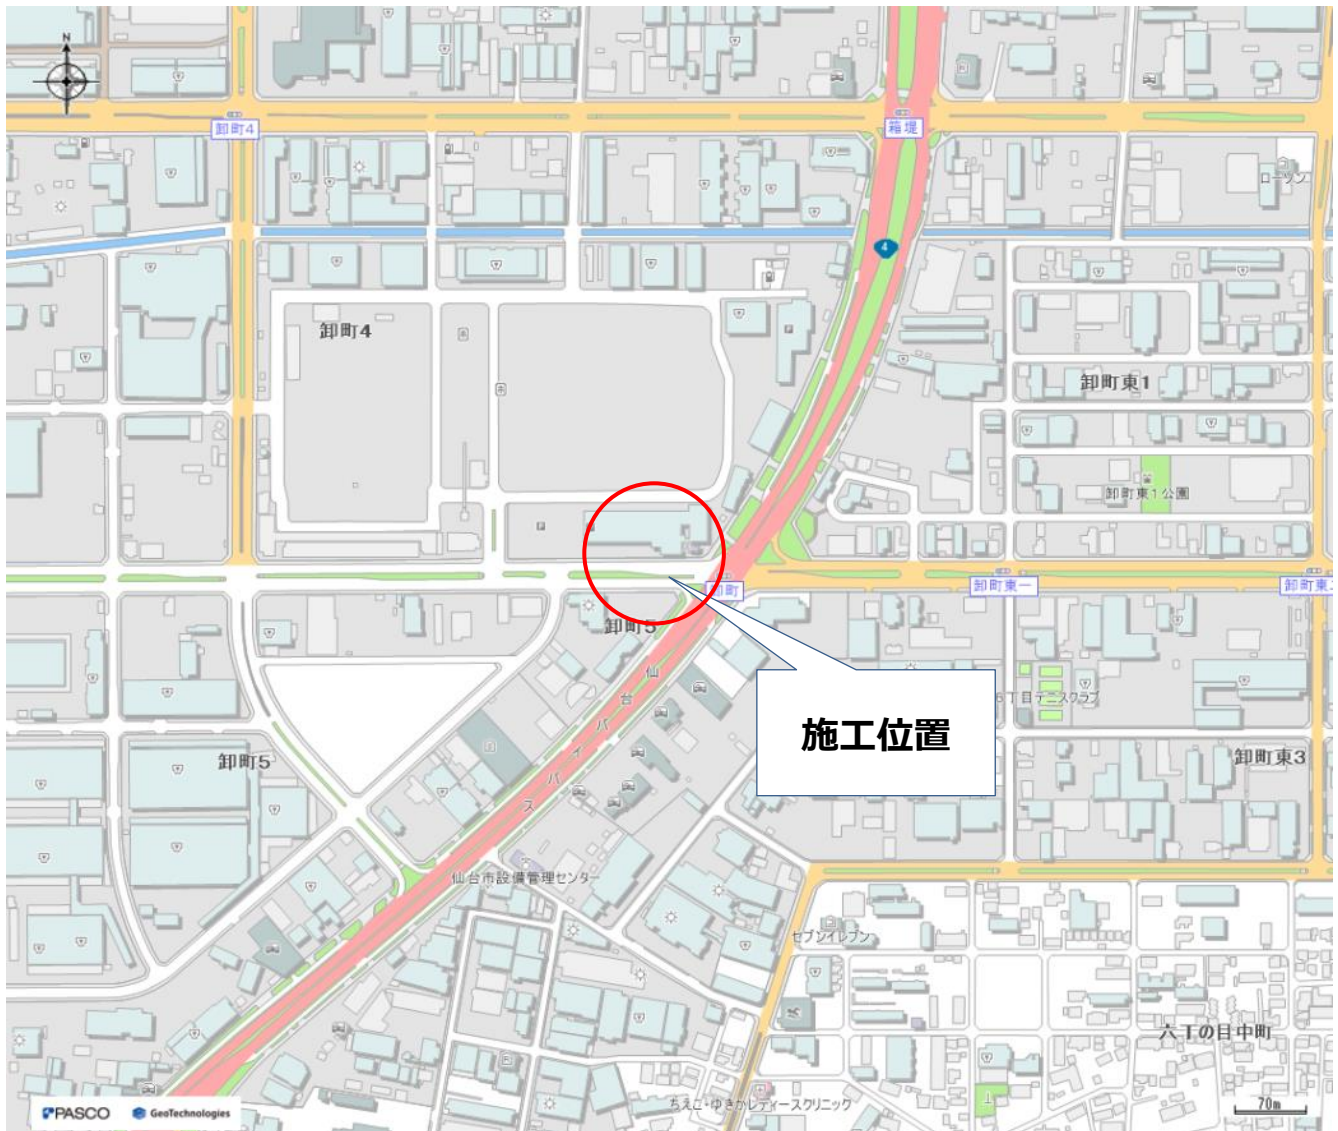 N
卸町4
箱堤
ローソン
4
卸町4
卸町東1
卸町東1公園
卸町
卸町東一
卸町東二
卸町5
仙台バイパス
施工位置
6丁目テニスクラブ
卸町5
卸町東3
仙台市設備管理センター
セブンイレブン
六丁の目中町
ちえこ・ゆきかレディースクリニック
PASCO GeoTechnologies
70m